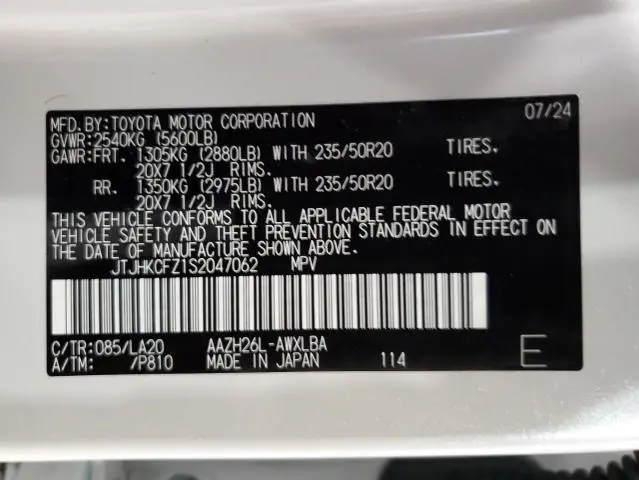 MFD.BY:TOYOTA MOTOR CORPORATION 07/24
GVWR:2540KG (5600LB)
GAWR:FRT. 1305KG (2880LB) WITH 235/50R20 TIRES.
20X7 1/2J RIMS.
RR. 1350KG (2975LB) WITH 235/50R20 TIRES.
20X7 1/2J RIMS.
THIS VEHICLE CONFORMS TO ALL APPLICABLE FEDERAL MOTOR
VEHICLE SAFETY AND THEFT PREVENTION STANDARDS IN EFFECT ON
THE DATE OF MANUFACTURE SHOWN ABOVE.
JTJHKCFZ1S2047062 MPV
C/TR:085/LA20 AAZH26L-AWXLBA
A/TM: /P810 MADE IN JAPAN 114 E